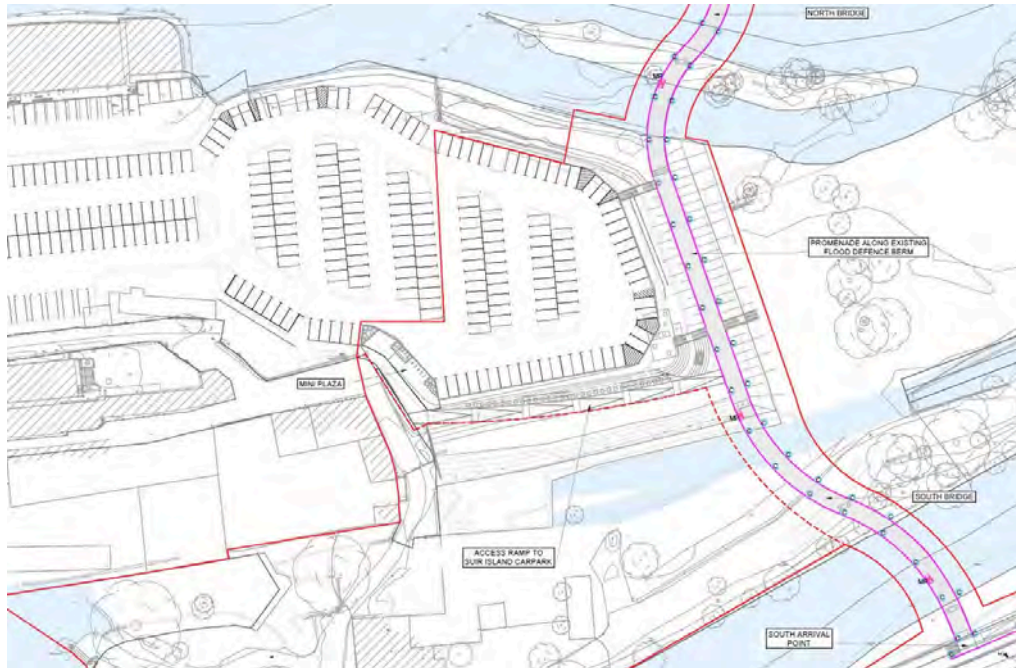 NORTH BRIDGE
PROMENADE ALONG EXISTING
FLOOD DEFENCE BERM
MINI PLAZA
SOUTH BRIDGE
ACCESS RAMP TO
SUIR ISLAND CARPARK
SOUTH ARRIVAL
POINT